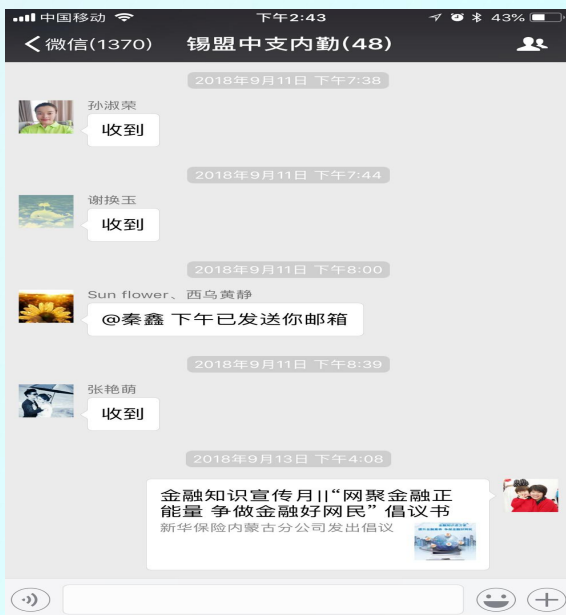 中国移动
下午2:43
43%
微信(1370)
锡盟中支内勤(48)
2018年9月11日 下午7:38
孙淑荣
收到
2018年9月11日 下午7:44
谢换玉
收到
2018年9月11日 下午8:00
Sun flower、西乌黄静
@秦鑫 下午已发送你邮箱
2018年9月11日 下午8:39
张艳萌
收到
2018年9月13日 下午4:08
金融知识宣传月||“网聚金融正
能量 争做金融好网民” 倡议书
新华保险内蒙古分公司发出倡议